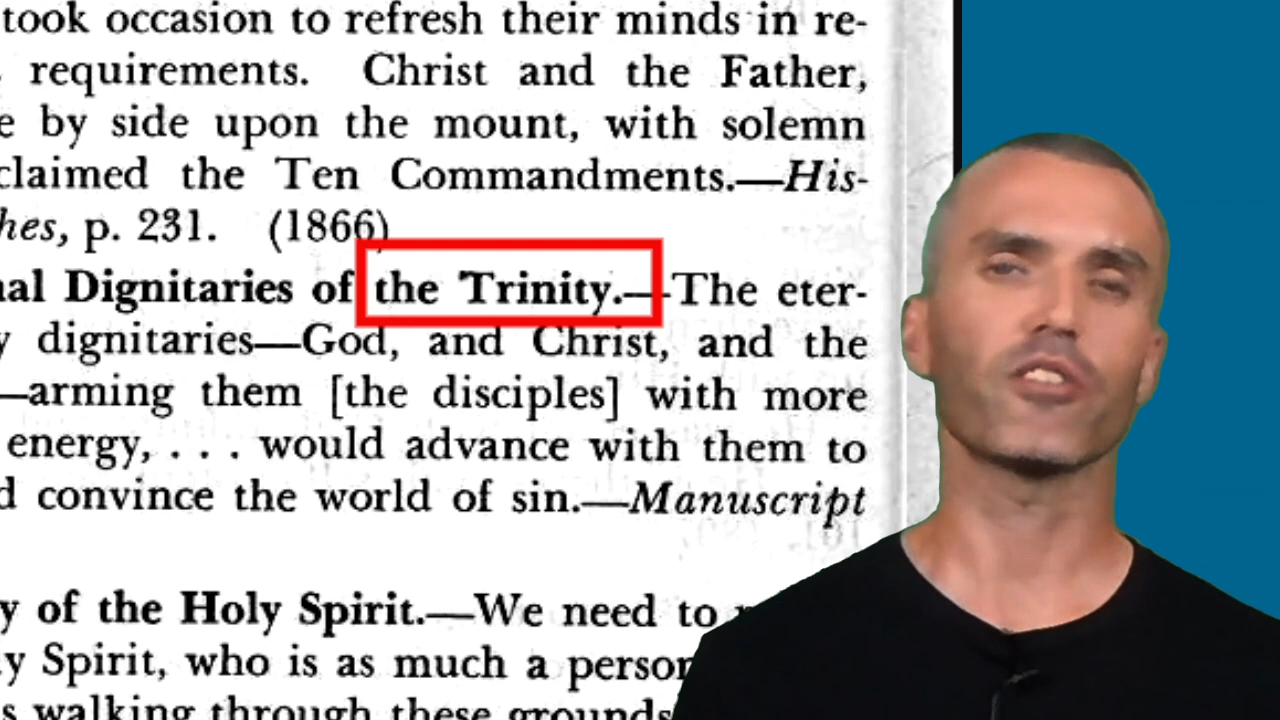 took occasion to refresh their minds in re-
requirements. Christ and the Father,
e by side upon the mount, with solemn
claimed the Ten Commandments.—His-
hes, p. 231. (1866)
nal Dignitaries of the Trinity.—The eter-
y dignitaries—God, and Christ, and the
—arming them [the disciples] with more
energy, . . . would advance with them to
d convince the world of sin.—Manuscript
y of the Holy Spirit.—We need to
y Spirit, who is as much a person
s walking through these grounds